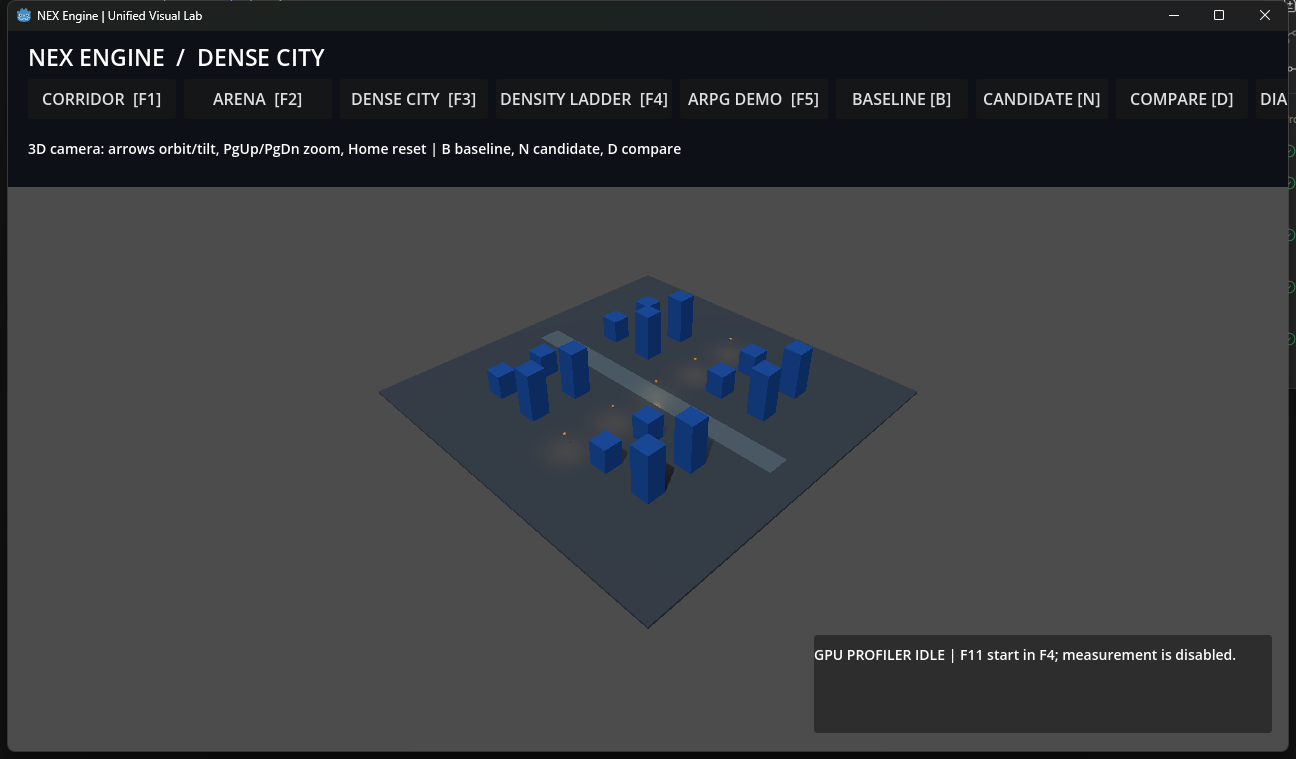 NEX Engine | Unified Visual Lab
NEX ENGINE / DENSE CITY
CORRIDOR [F1] ARENA [F2] DENSE CITY [F3] DENSITY LADDER [F4] ARPG DEMO [F5] BASELINE [B] CANDIDATE [N] COMPARE [D] DIA
3D camera: arrows orbit/tilt, PgUp/PgDn zoom, Home reset | B baseline, N candidate, D compare
GPU PROFILER IDLE | F11 start in F4; measurement is disabled.